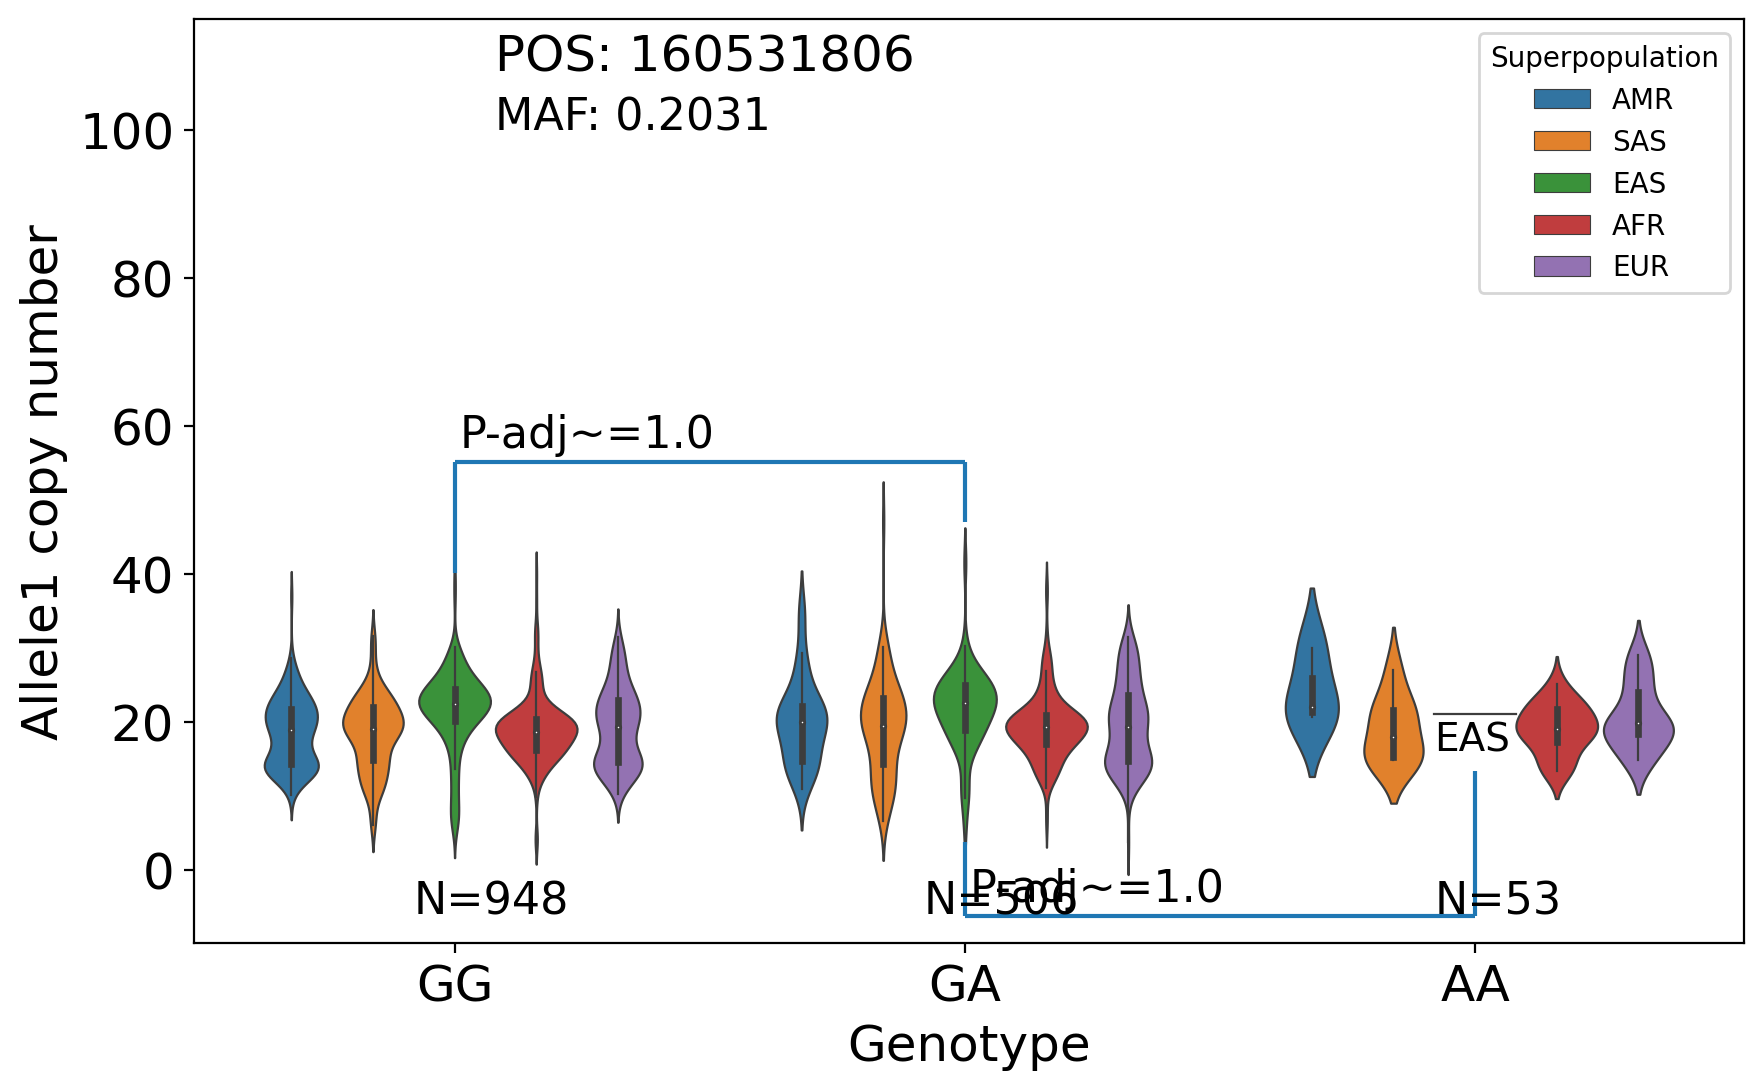 POS: 160531806
MAF: 0.2031
Superpopulation
AMR
SAS
EAS
AFR
EUR
Allele1 copy number
100
80
60
40
20
0
P-adj~=1.0
EAS
P-adj~=1.0
N=948
N=506
N=53
GG
GA
AA
Genotype